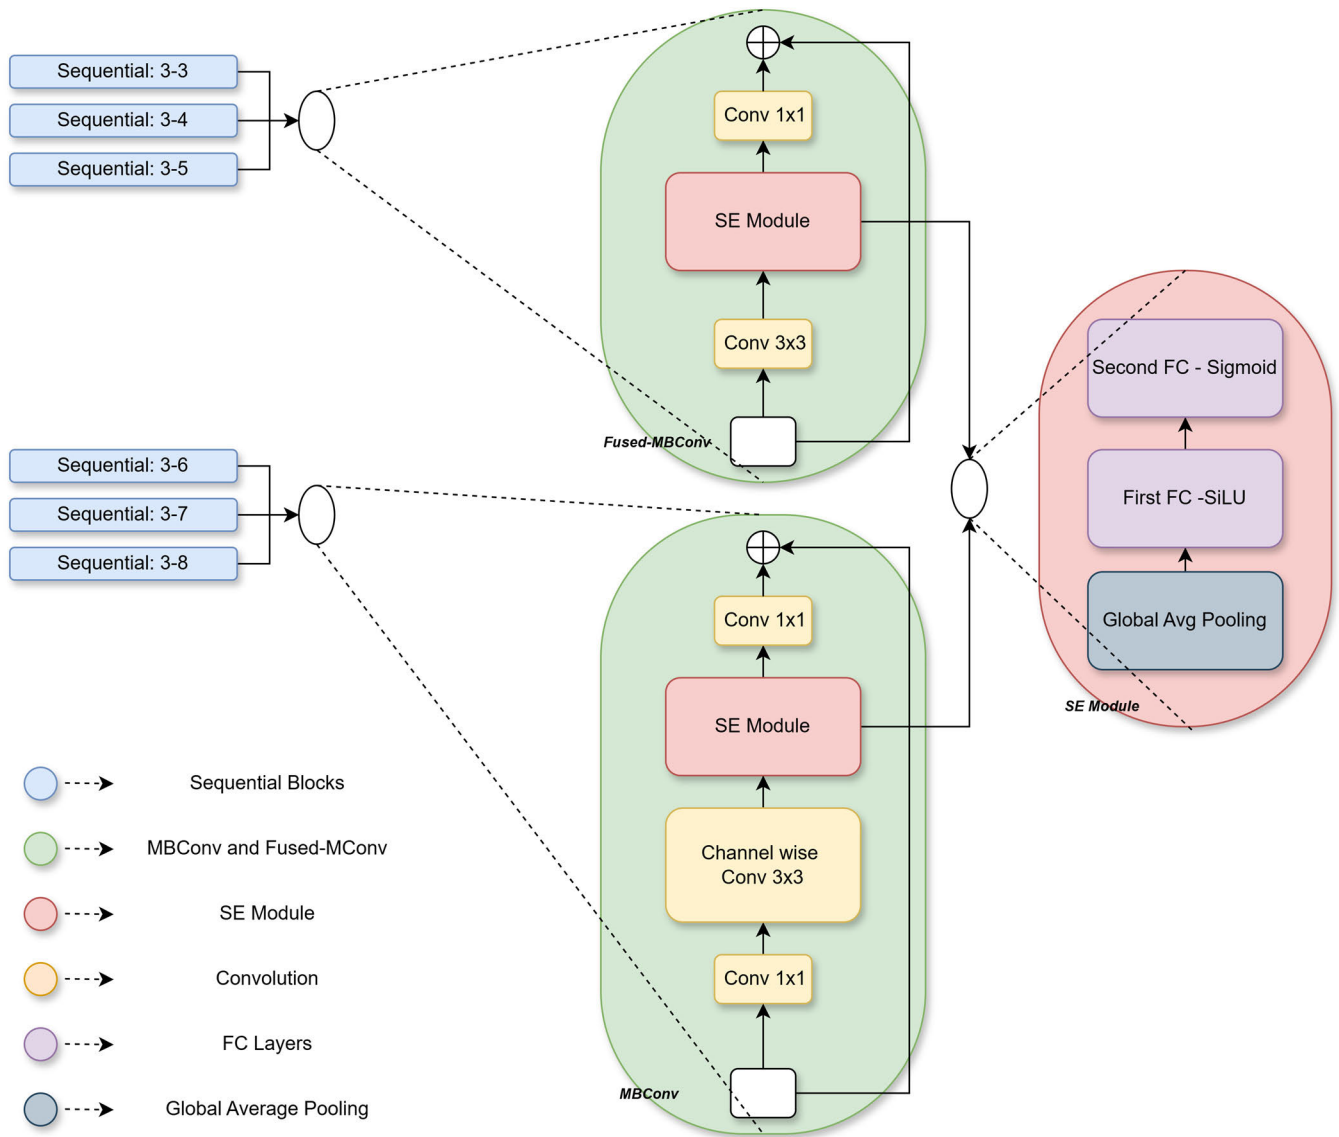 Sequential: 3-3
Sequential: 3-4
Sequential: 3-5
Conv 1x1
SE Module
Conv 3x3
Fused-MBConv
Sequential: 3-6
Sequential: 3-7
Sequential: 3-8
Conv 1x1
SE Module
Channel wise
Conv 3x3
Conv 1x1
MBConv
Second FC - Sigmoid
First FC -SiLU
Global Avg Pooling
SE Module
Sequential Blocks
MBConv and Fused-MConv
SE Module
Convolution
FC Layers
Global Average Pooling